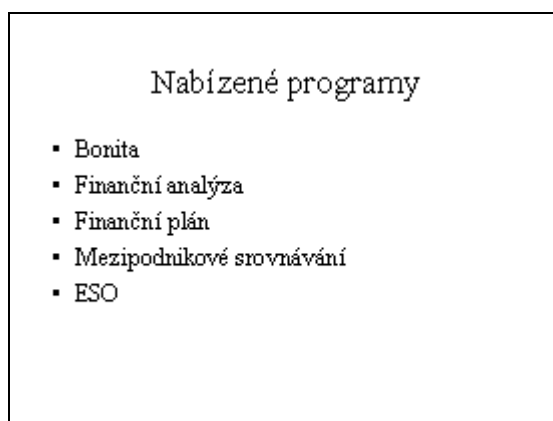 Nabízené programy
▪ Bonita
▪ Finanční analýza
▪ Finanční plán
▪ Mezipodnikové srovnávání
▪ ESO